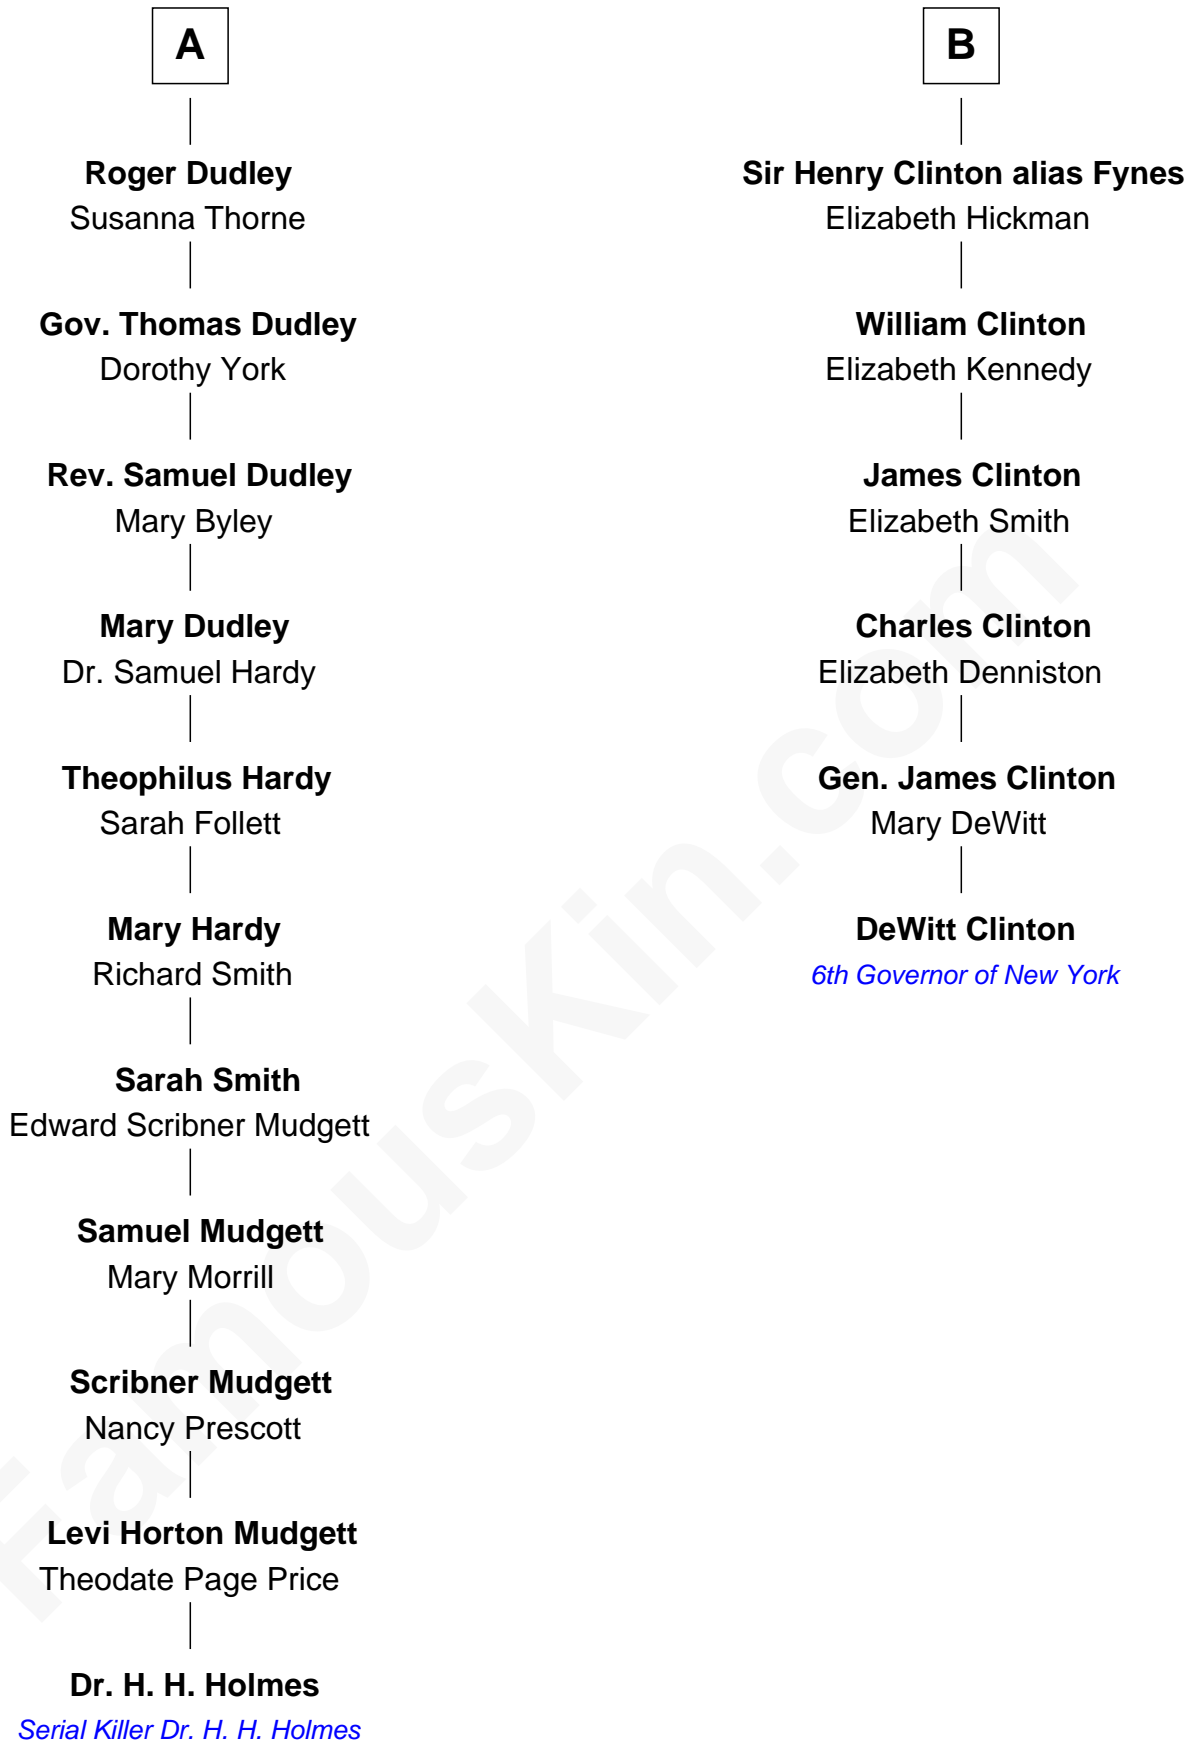 A
Roger Dudley
Susanna Thorne
Gov. Thomas Dudley
Dorothy York
Rev. Samuel Dudley
Mary Byley
Mary Dudley
Dr. Samuel Hardy
Theophilus Hardy
Sarah Follett
Mary Hardy
Richard Smith
Sarah Smith
Edward Scribner Mudgett
Samuel Mudgett
Mary Morrill
Scribner Mudgett
Nancy Prescott
Levi Horton Mudgett
Theodate Page Price
Dr. H. H. Holmes
Serial Killer Dr. H. H. Holmes
B
Sir Henry Clinton alias Fynes
Elizabeth Hickman
William Clinton
Elizabeth Kennedy
James Clinton
Elizabeth Smith
Charles Clinton
Elizabeth Denniston
Gen. James Clinton
Mary DeWitt
DeWitt Clinton
6th Governor of New York
FamousKin.com